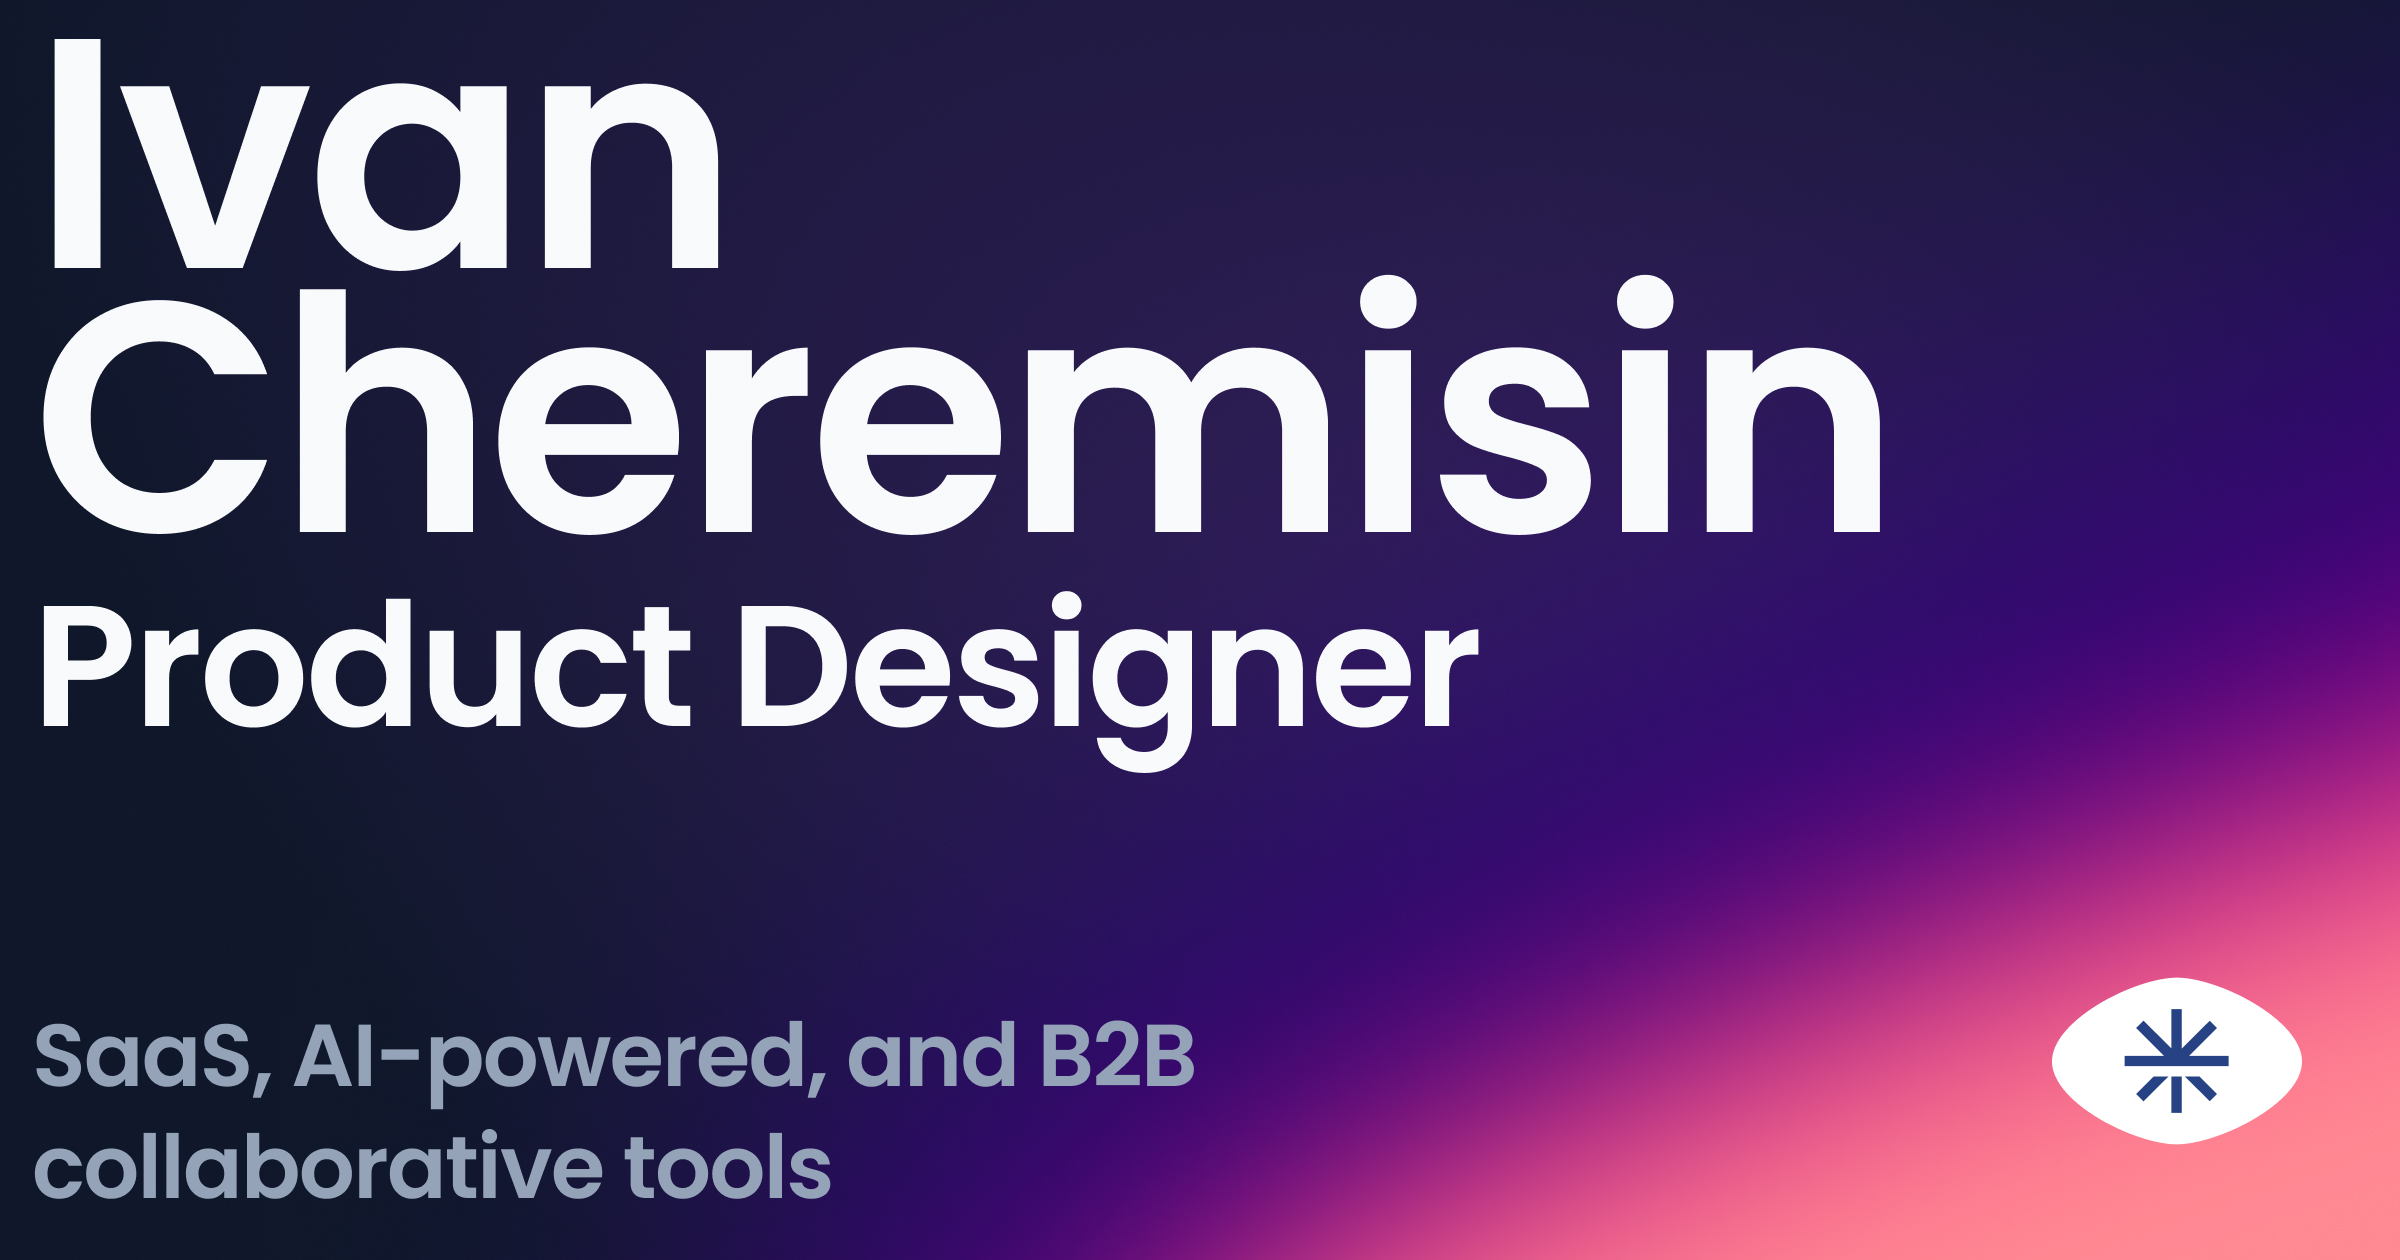 Ivan
Cheremisin
Product Designer
SaaS, AI-powered, and B2B
collaborative tools